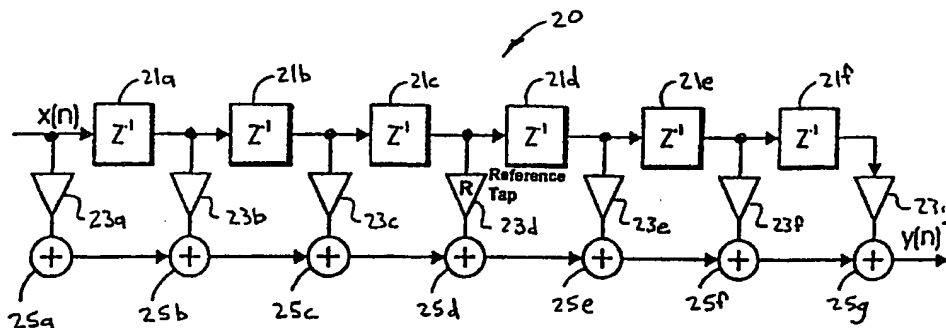 20
21a 21b 21c 21d 21e 21f
x(n) Z⁻¹ Z⁻¹ Z⁻¹ Z⁻¹ Z⁻¹ Z⁻¹
R Reference Tap
23a 23b 23c 23d 23e 23f
y(n)
+ + + + + + +
25a 25b 25c 25d 25e 25f 25g